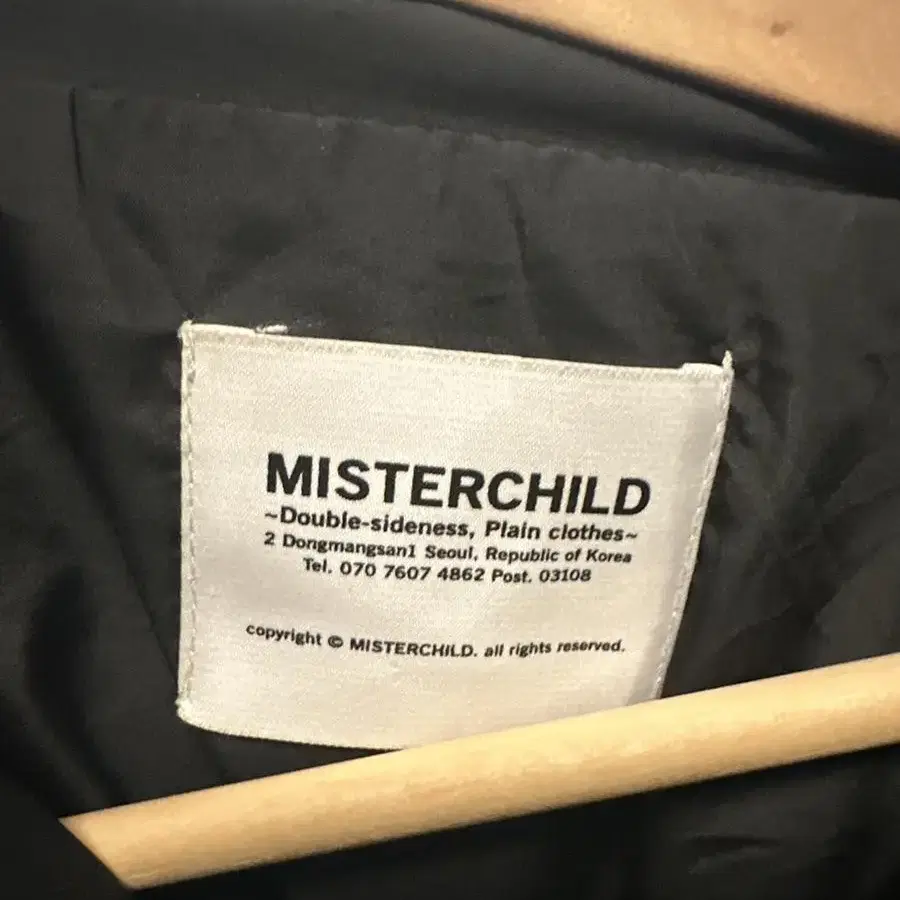 MISTERCHILD
~Double-sideness, Plain clothes~
2 Dongmangsan1 Seoul, Republic of Korea
Tel. 070 7607 4862 Post. 03108
copyright © MISTERCHILD. all rights reserved.